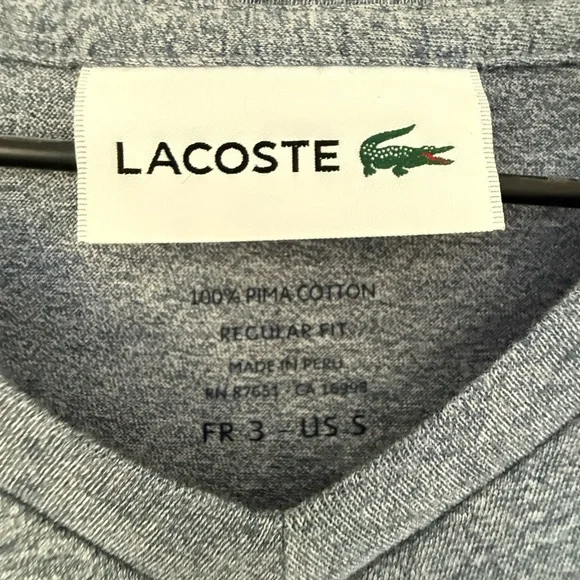 LACOSTE
100% PIMA COTTON
REGULAR FIT
MADE IN PERU
RN 87651 - CA 16998
FR 3 - US S